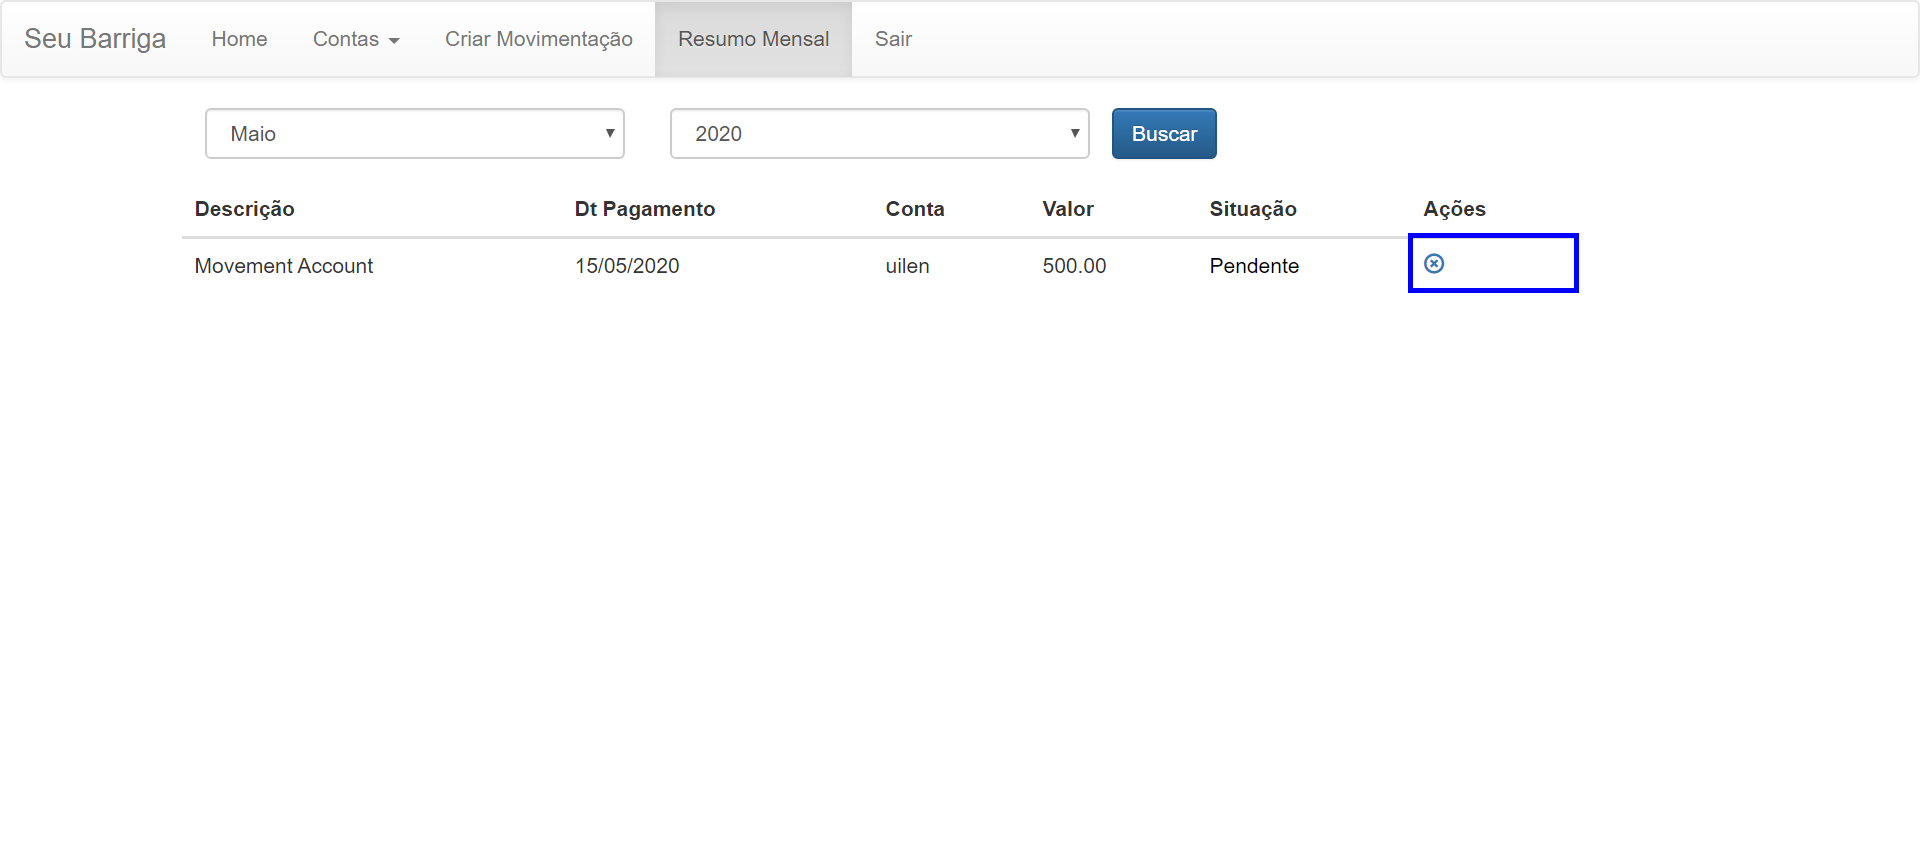 Seu Barriga Home Contas Criar Movimentação Resumo Mensal Sair
Maio 2020 Buscar
Descrição Dt Pagamento Conta Valor Situação Ações
Movement Account 15/05/2020 uilen 500.00 Pendente